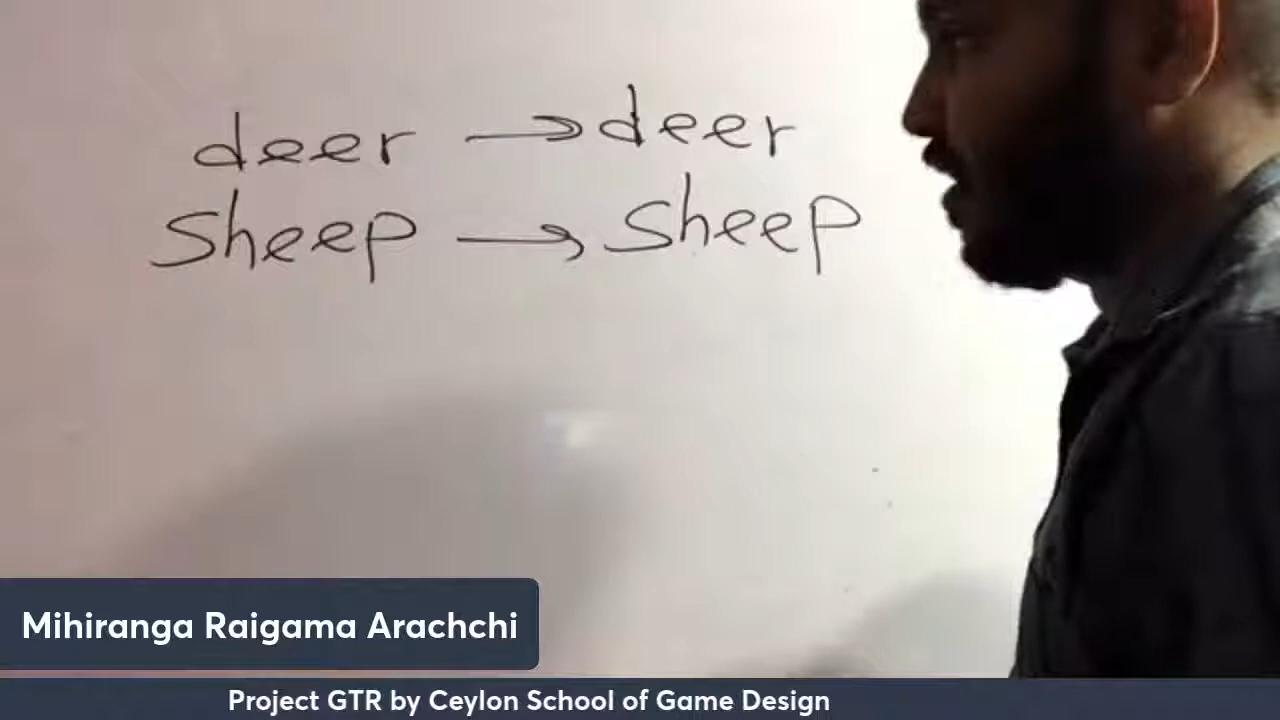 deer → deer
Sheep → Sheep
Mihiranga Raigama Arachchi
Project GTR by Ceylon School of Game Design